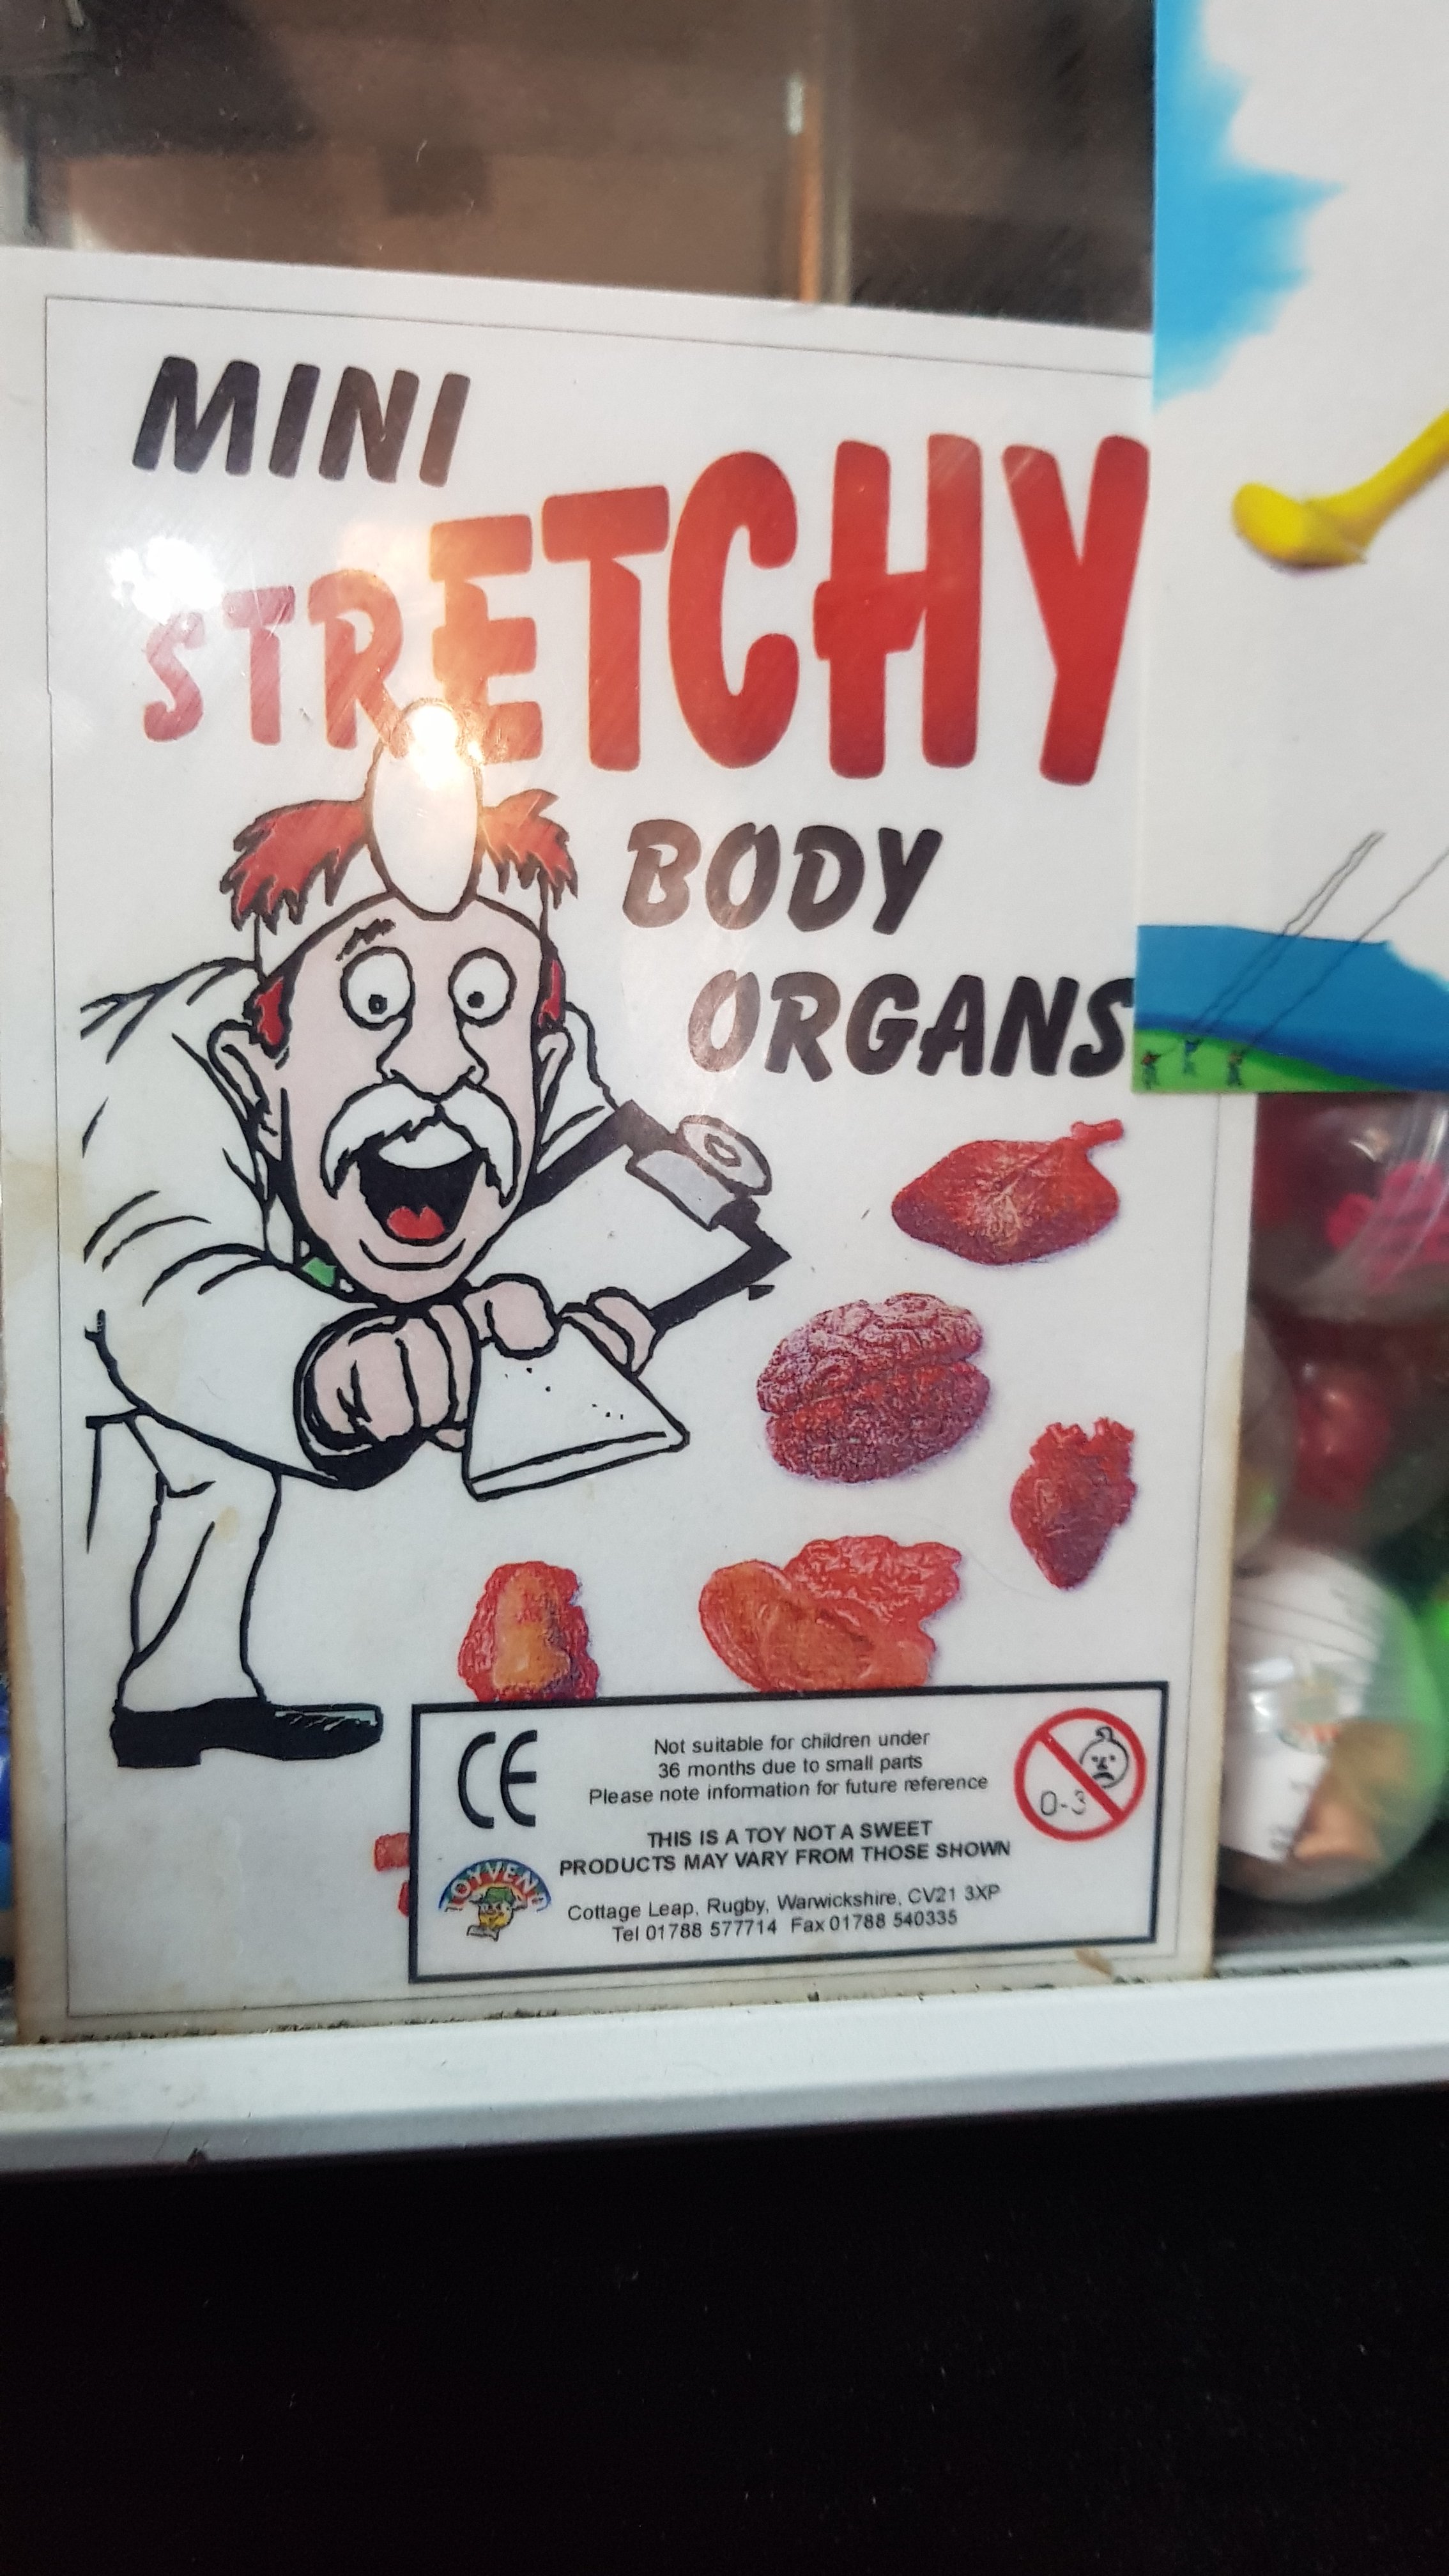 MINI
STRETCHY
BODY
ORGANS
CE
Not suitable for children under
36 months due to small parts
Please note information for future reference
0-3
THIS IS A TOY NOT A SWEET
PRODUCTS MAY VARY FROM THOSE SHOWN
TOYVEND
Cottage Leap, Rugby, Warwickshire, CV21 3XP
Tel 01788 577714 Fax 01788 540335